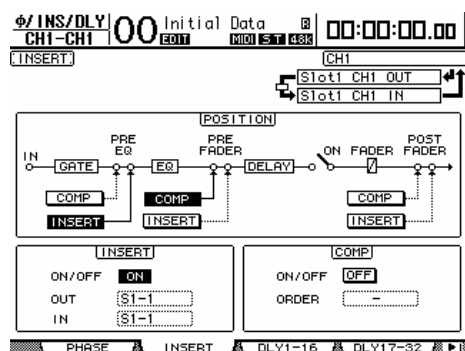 Φ/INS/DLY
CH1-CH1
00 Initial Data
EDIT
MIDI ST 48K
00:00:00.00
INSERT
CH1
Slot1 CH1 OUT
Slot1 CH1 IN
POSITION
PRE EQ
PRE FADER
POST FADER
IN
GATE
EQ
DELAY
ON
FADER
COMP
COMP
COMP
INSERT
INSERT
INSERT
INSERT
ON/OFF ON
OUT S1-1
IN S1-1
COMP
ON/OFF OFF
ORDER -
PHASE
INSERT
DLY1-16
DLY17-32